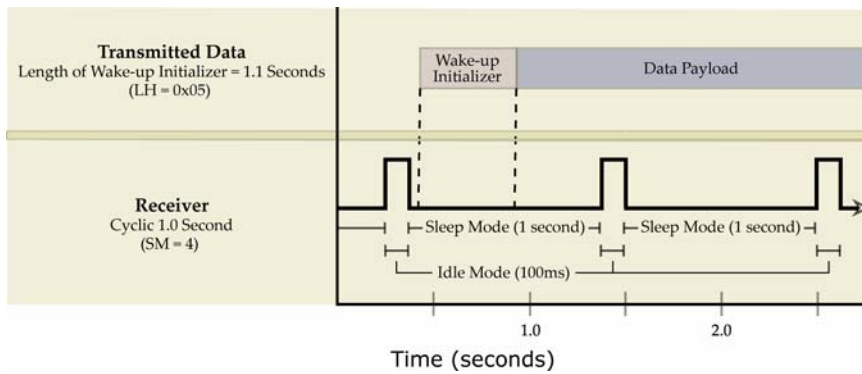 Transmitted Data
Length of Wake-up Initializer = 1.1 Seconds
(LH = 0x05)
Wake-up
Initializer
Data Payload
Receiver
Cyclic 1.0 Second
(SM = 4)
Sleep Mode (1 second)
Sleep Mode (1 second)
Idle Mode (100ms)
1.0
2.0
Time (seconds)